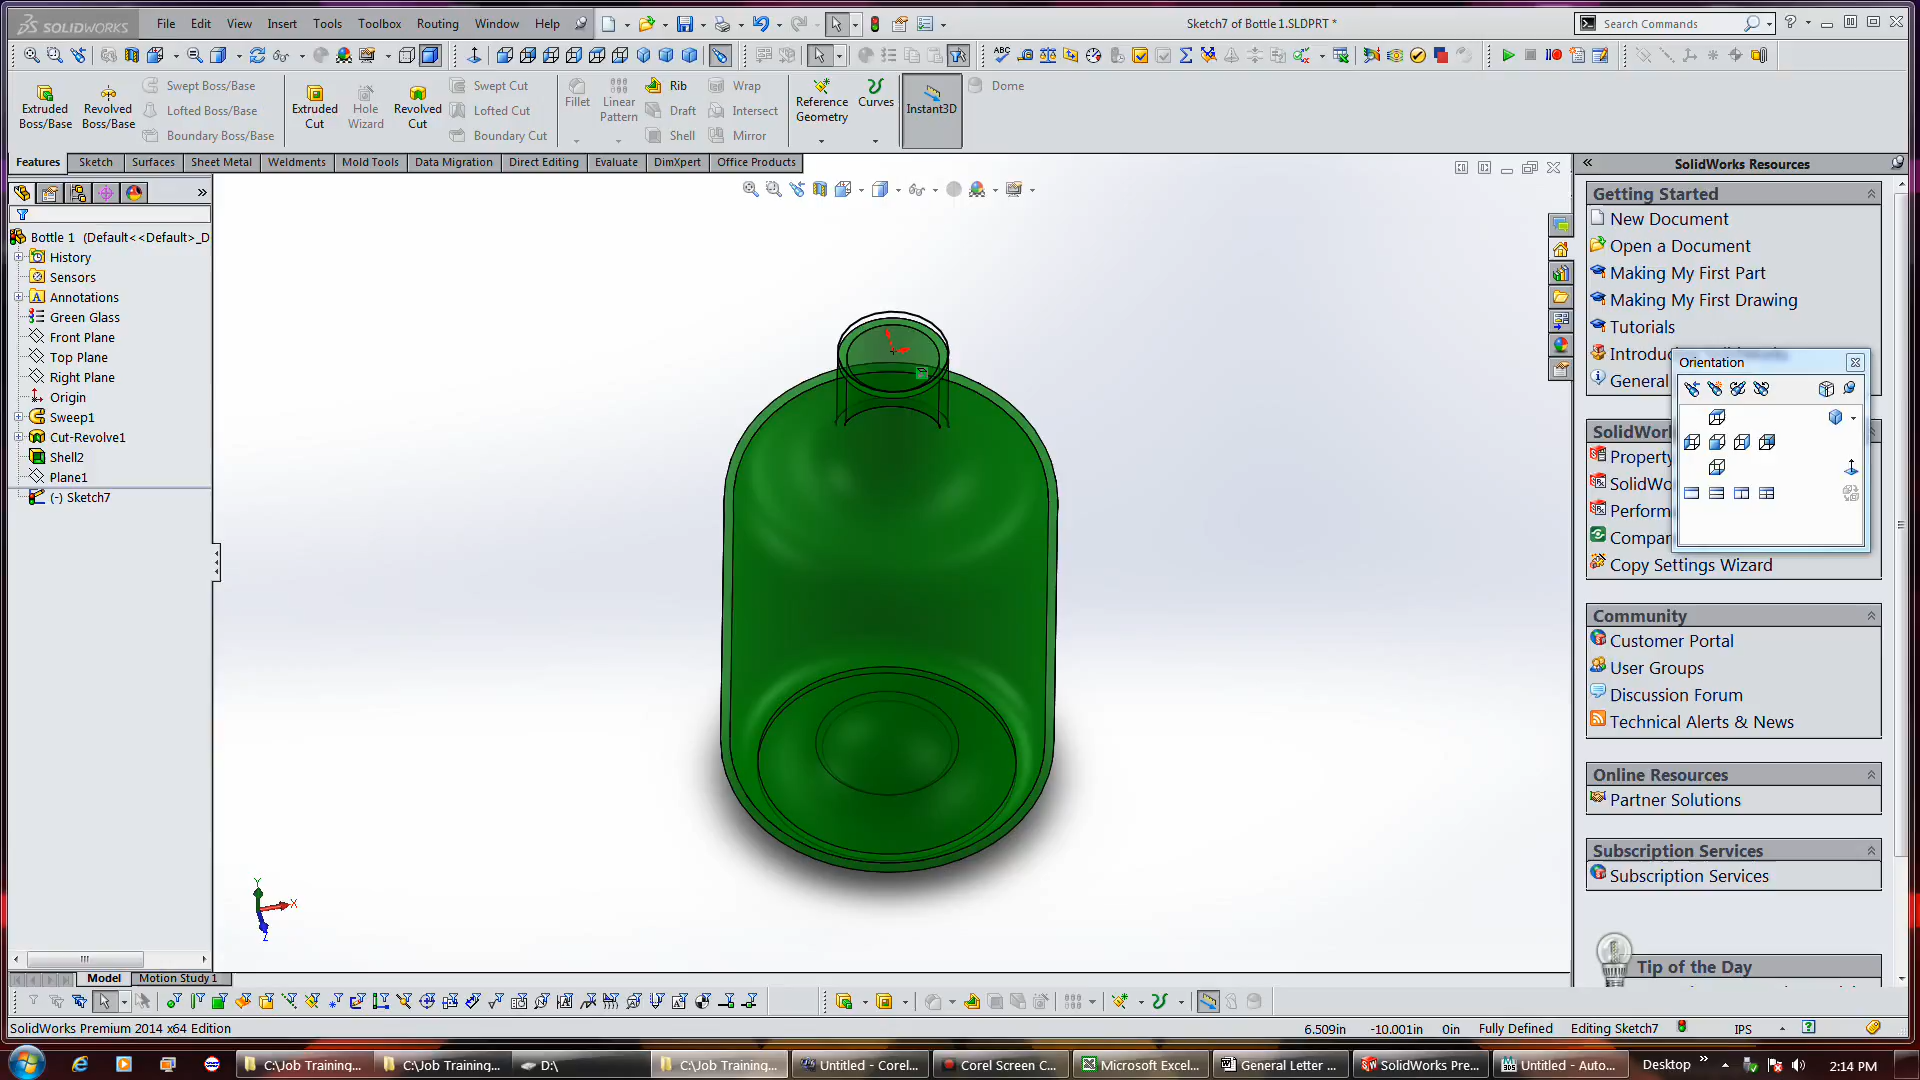 SOLIDWORKS File Edit View Insert Tools Toolbox Routing Window Help Sketch7 of Bottle 1.SLDPRT * Search Commands
Extruded Boss/Base
Revolved Boss/Base
Swept Boss/Base
Lofted Boss/Base
Boundary Boss/Base
Extruded Cut
Hole Wizard
Revolved Cut
Swept Cut
Lofted Cut
Boundary Cut
Fillet
Linear Pattern
Rib
Draft
Shell
Wrap
Intersect
Mirror
Reference Geometry
Curves
Instant3D
Dome
Features Sketch Surfaces Sheet Metal Weldments Mold Tools Data Migration Direct Editing Evaluate DimXpert Office Products
Bottle 1 (Default<<Default>_D
History
Sensors
Annotations
Green Glass
Front Plane
Top Plane
Right Plane
Origin
Sweep1
Cut-Revolve1
Shell2
Plane1
(-) Sketch7
Y
X
Z
SolidWorks Resources
Getting Started
New Document
Open a Document
Making My First Part
Making My First Drawing
Tutorials
Introduc
General
Orientation
SolidWo
Property
SolidWo
Perform
Compar
Copy Settings Wizard
Community
Customer Portal
User Groups
Discussion Forum
Technical Alerts & News
Online Resources
Partner Solutions
Subscription Services
Subscription Services
Tip of the Day
Model Motion Study 1
SolidWorks Premium 2014 x64 Edition 6.509in -10.001in 0in Fully Defined Editing Sketch7 IPS
C:\Job Training... C:\Job Training... D:\ C:\Job Training... Untitled - Corel... Corel Screen C... Microsoft Excel... General Letter ... SolidWorks Pre... Untitled - Auto... Desktop 2:14 PM